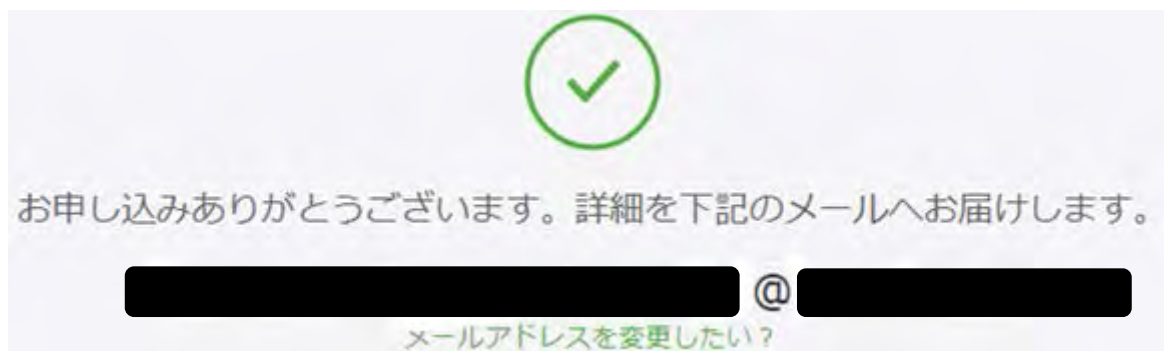 お申し込みありがとうございます。詳細を下記のメールへお届けします。
@
メールアドレスを変更したい？